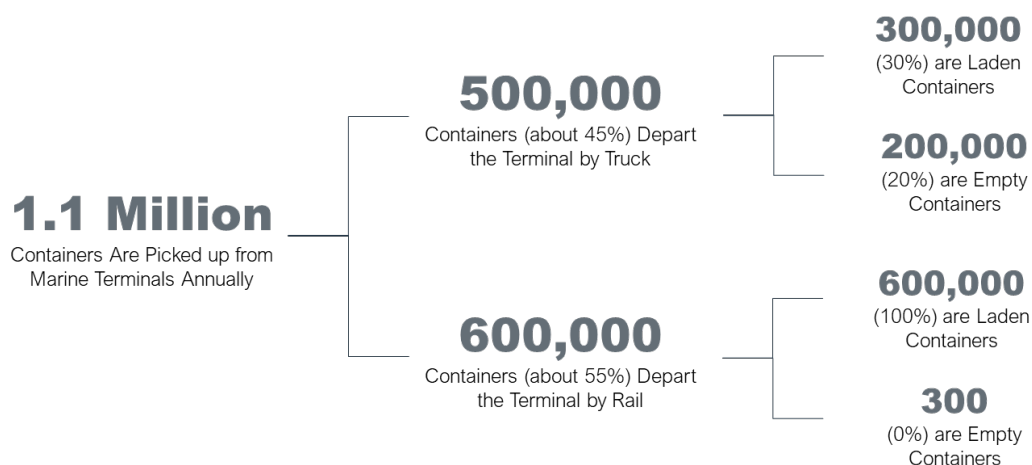 1.1 Million
Containers Are Picked up from
Marine Terminals Annually
500,000
Containers (about 45%) Depart
the Terminal by Truck
300,000
(30%) are Laden
Containers
200,000
(20%) are Empty
Containers
600,000
Containers (about 55%) Depart
the Terminal by Rail
600,000
(100%) are Laden
Containers
300
(0%) are Empty
Containers